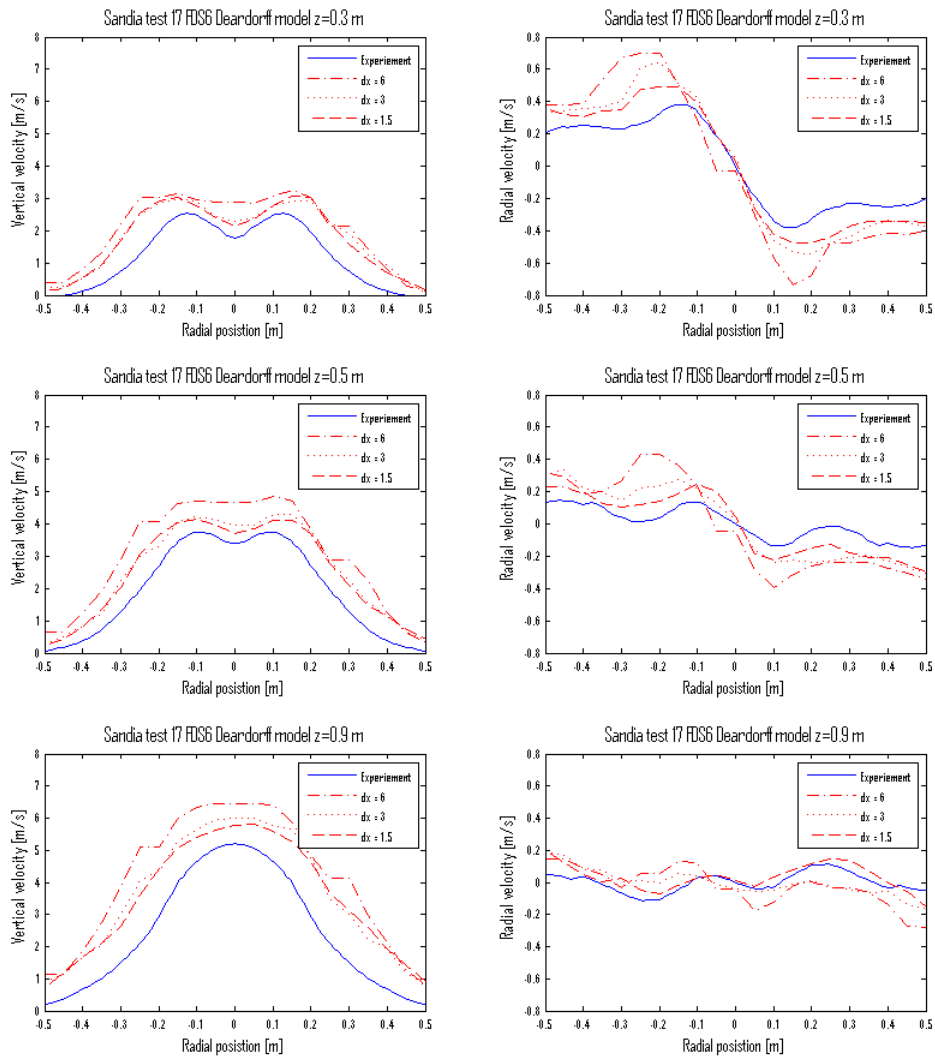 Sandia test 17 FDS6 Deardorff model z=0.3 m
Vertical velocity [m/s]
8
7
6
5
4
3
2
1
0
Experiement
dx = 6
dx = 3
dx = 1.5
-0.5 -0.4 -0.3 -0.2 -0.1 0 0.1 0.2 0.3 0.4 0.5
Radial posistion [m]
Sandia test 17 FDS6 Deardorff model z=0.3 m
Radial velocity [m/s]
0.8
0.6
0.4
0.2
0
-0.2
-0.4
-0.6
-0.8
Experiement
dx = 6
dx = 3
dx = 1.5
-0.5 -0.4 -0.3 -0.2 -0.1 0 0.1 0.2 0.3 0.4 0.5
Radial position [m]
Sandia test 17 FDS6 Deardorff model z=0.5 m
Vertical velocity [m/s]
8
7
6
5
4
3
2
1
0
Experiement
dx = 6
dx = 3
dx = 1.5
-0.5 -0.4 -0.3 -0.2 -0.1 0 0.1 0.2 0.3 0.4 0.5
Radial posistion [m]
Sandia test 17 FDS6 Deardorff model z=0.5 m
Radial velocity [m/s]
0.8
0.6
0.4
0.2
0
-0.2
-0.4
-0.6
-0.8
Experiement
dx = 6
dx = 3
dx = 1.5
-0.5 -0.4 -0.3 -0.2 -0.1 0 0.1 0.2 0.3 0.4 0.5
Radial position [m]
Sandia test 17 FDS6 Deardorff model z=0.9 m
Vertical velocity [m/s]
8
7
6
5
4
3
2
1
0
Experiement
dx = 6
dx = 3
dx = 1.5
-0.5 -0.4 -0.3 -0.2 -0.1 0 0.1 0.2 0.3 0.4 0.5
Radial posistion [m]
Sandia test 17 FDS6 Deardorff model z=0.9 m
Radial velocity [m/s]
0.8
0.6
0.4
0.2
0
-0.2
-0.4
-0.6
-0.8
Experiement
dx = 6
dx = 3
dx = 1.5
-0.5 -0.4 -0.3 -0.2 -0.1 0 0.1 0.2 0.3 0.4 0.5
Radial position [m]